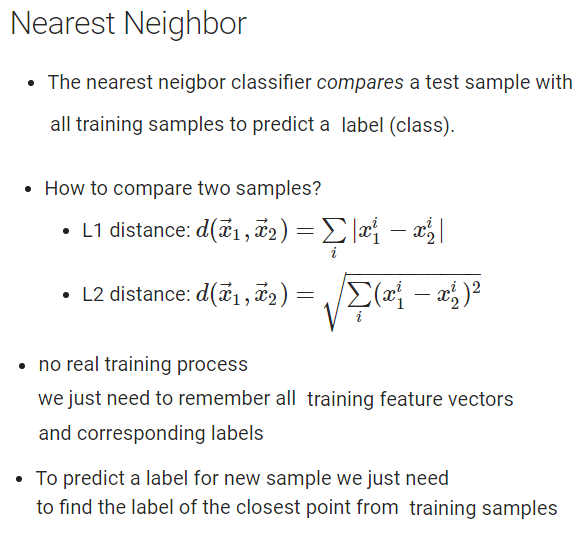 Nearest Neighbor
• The nearest neigbor classifier compares a test sample with
all training samples to predict a label (class).
• How to compare two samples?
• L1 distance: $d(\vec{x}_1, \vec{x}_2) = \sum_i |x_1^i - x_2^i|$
• L2 distance: $d(\vec{x}_1, \vec{x}_2) = \sqrt{\sum_i (x_1^i - x_2^i)^2}$
• no real training process
we just need to remember all training feature vectors
and corresponding labels
• To predict a label for new sample we just need
to find the label of the closest point from training samples